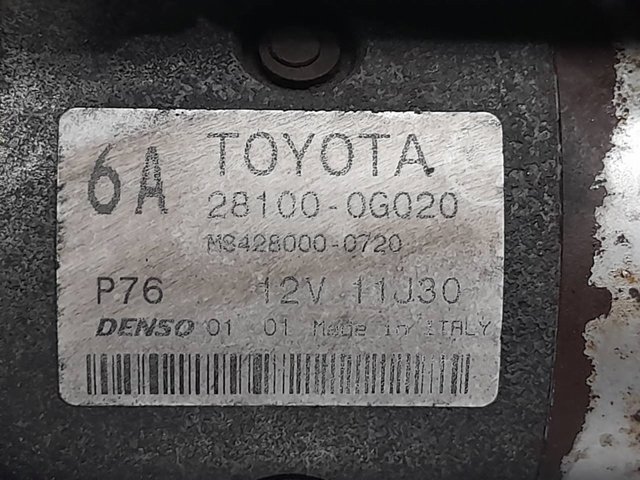 6A TOYOTA
28100-0G020
MS428000-0720
P76 12V 11J30
DENSO 01 01 Made in ITALY